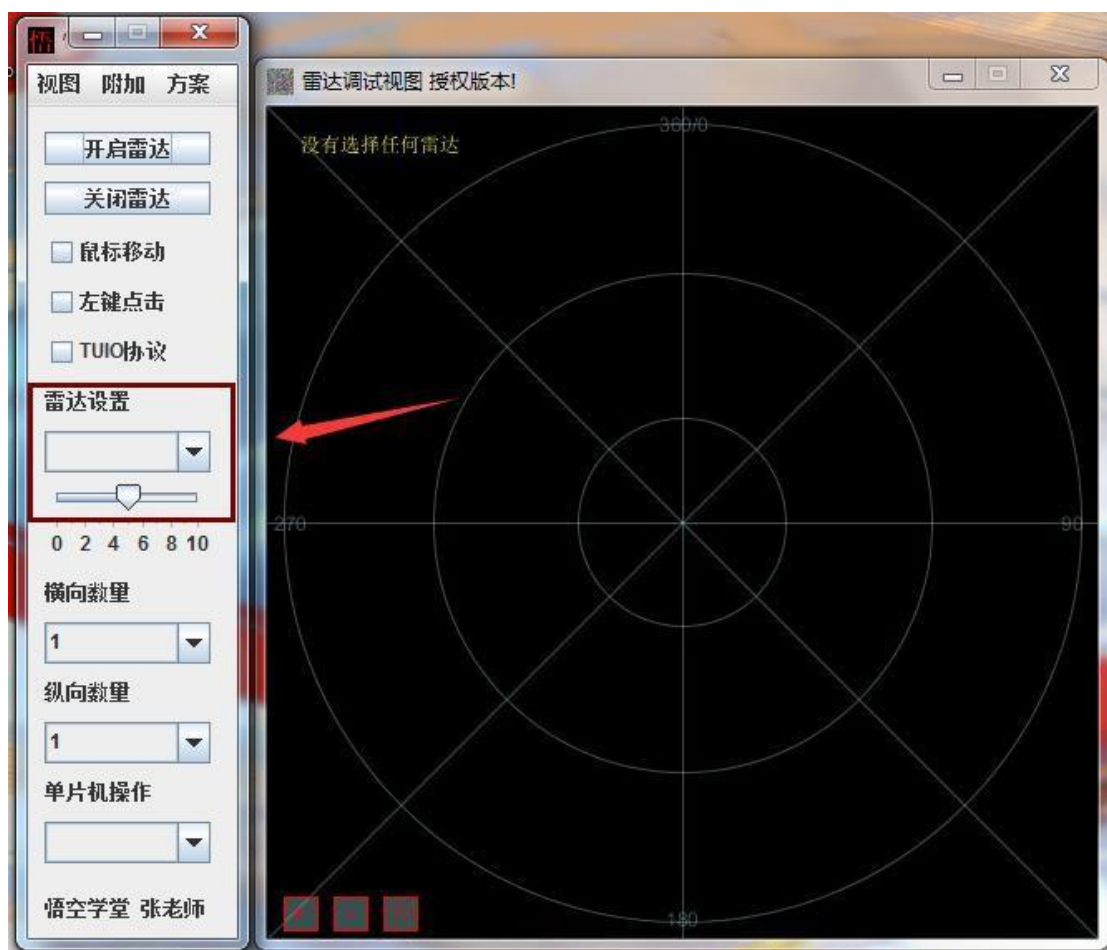 视图 附加 方案
开启雷达
关闭雷达
鼠标移动
左键点击
TUIO协议
雷达设置
0 2 4 6 8 10
横向数量
1
纵向数量
1
单片机操作
悟空学堂 张老师
雷达调试视图 授权版本!
没有选择任何雷达
360/0
270
90
180